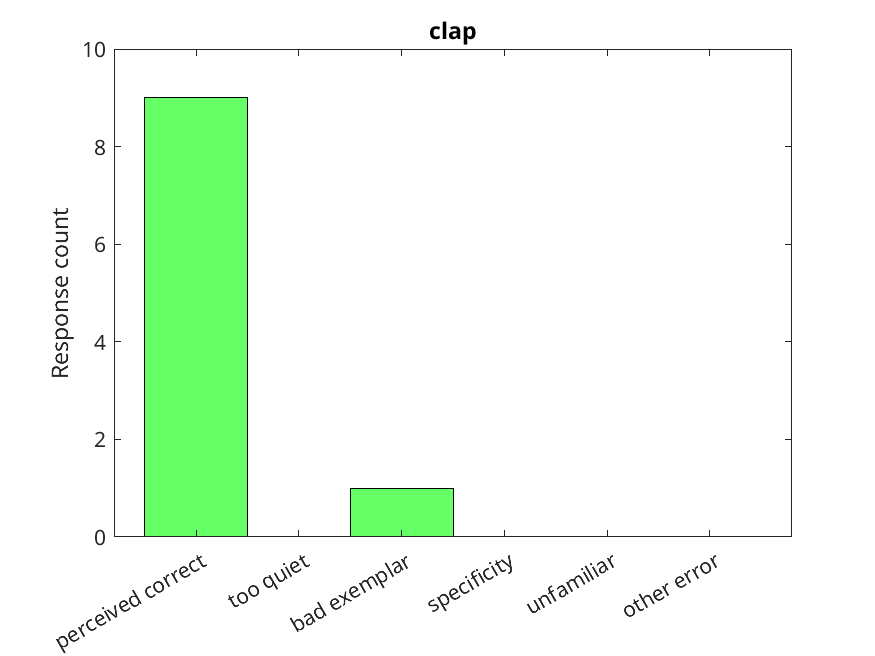 clap
10
8
6
4
2
0
Response count
perceived correct
too quiet
bad exemplar
specificity
unfamiliar
other error